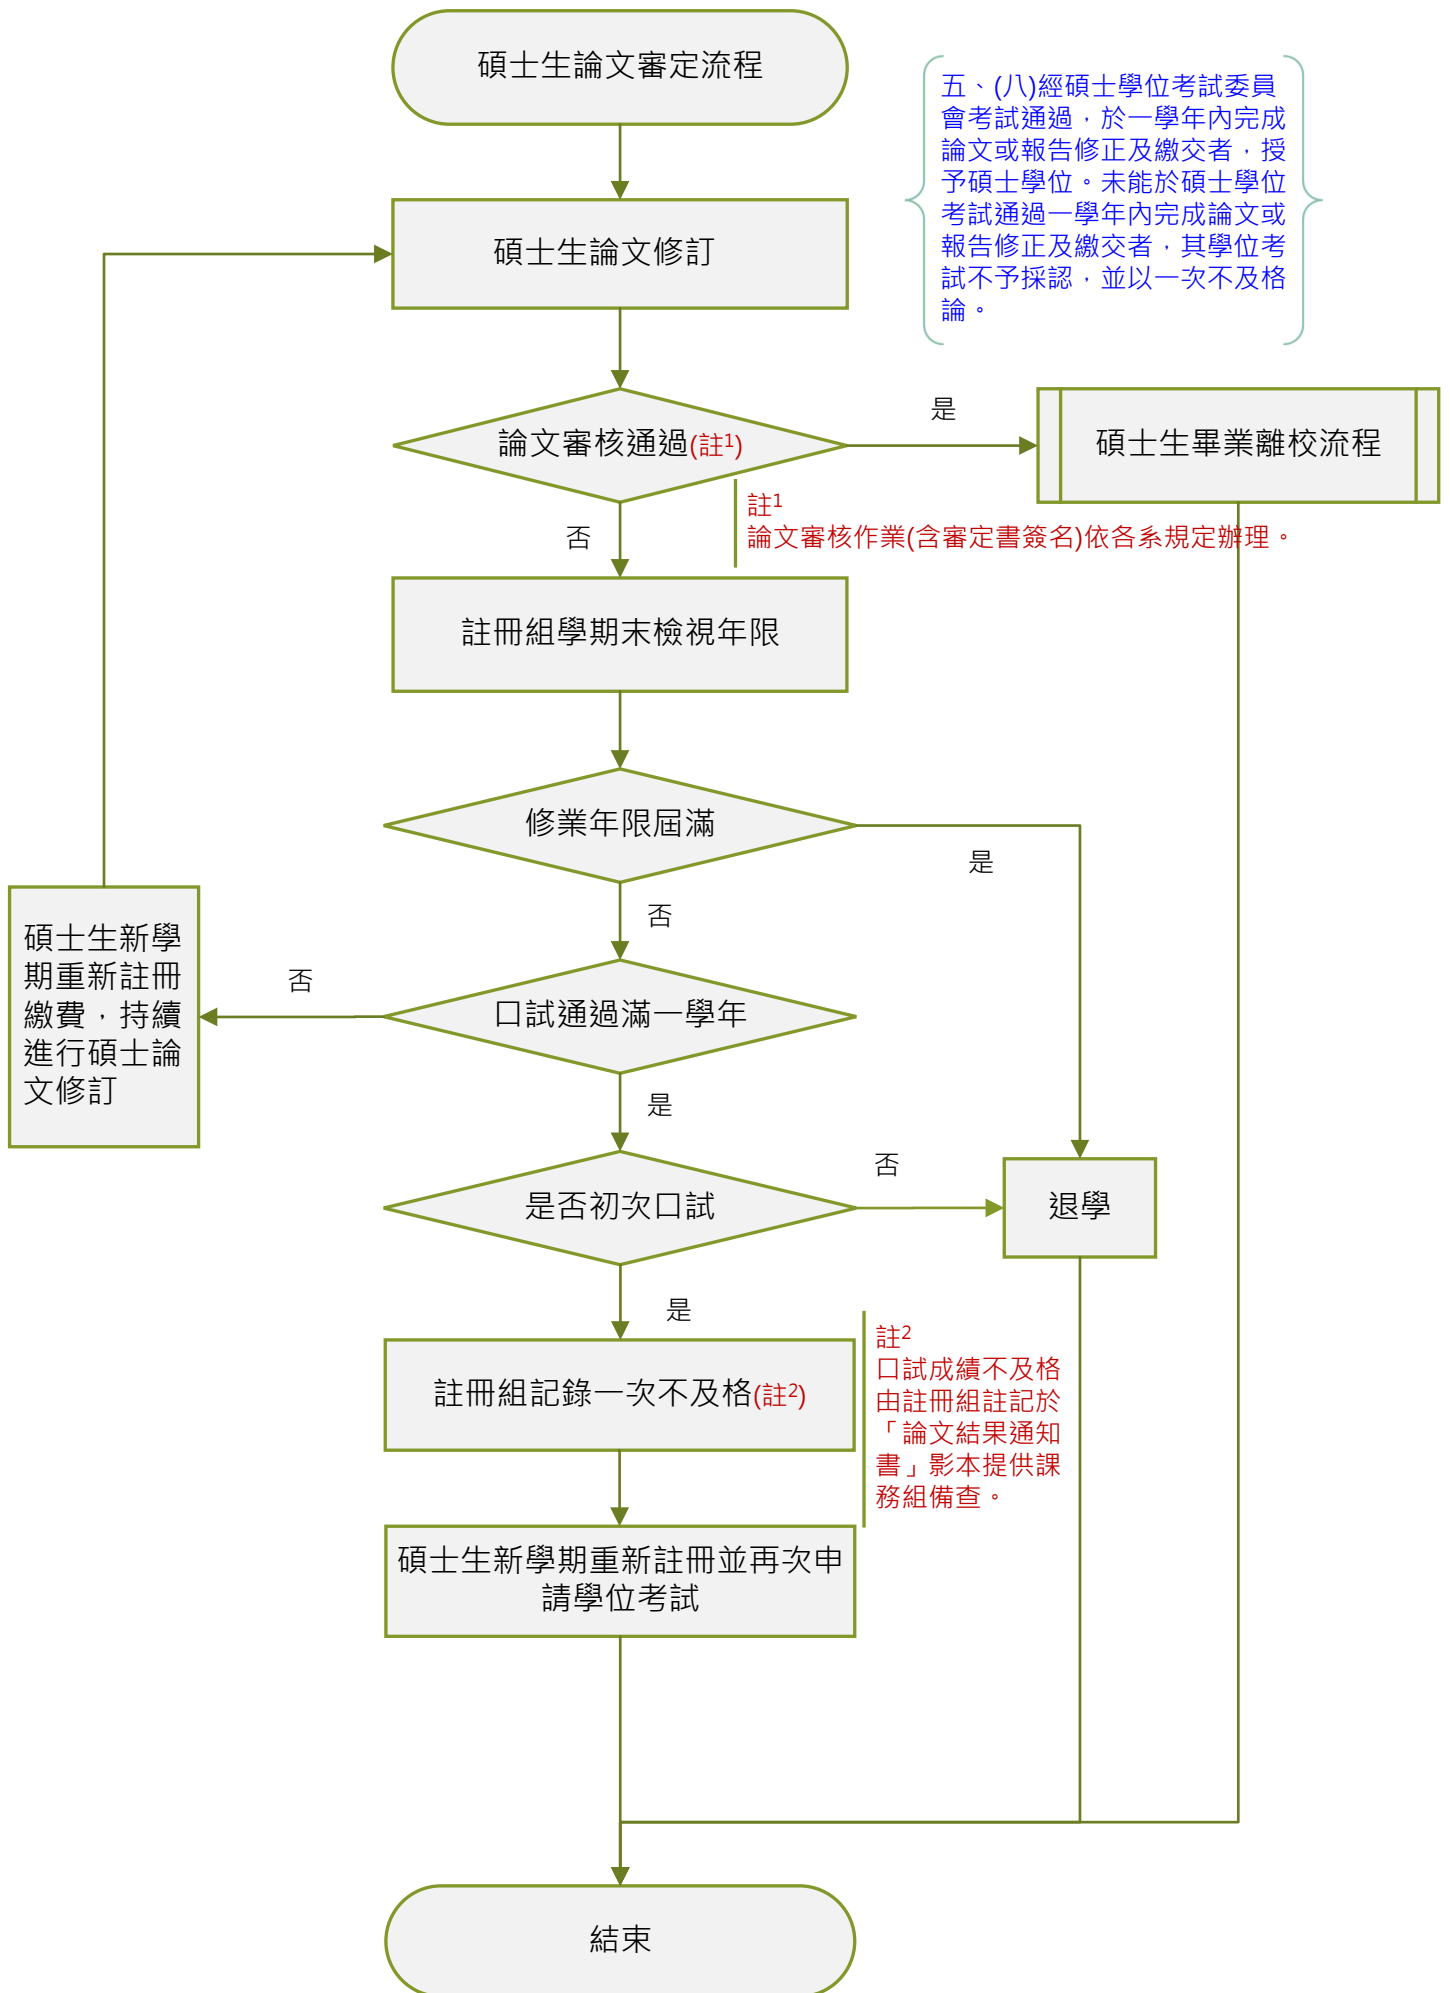 碩士生論文審定流程
五、(八)經碩士學位考試委員
會考試通過，於一學年內完成
論文或報告修正及繳交者，授
予碩士學位。未能於碩士學位
考試通過一學年內完成論文或
報告修正及繳交者，其學位考
試不予採認，並以一次不及格
論。
碩士生論文修訂
論文審核通過(註1)
是
碩士生畢業離校流程
註1
論文審核作業(含審定書簽名)依各系規定辦理。
否
註冊組學期末檢視年限
修業年限屆滿
是
否
碩士生新學
期重新註冊
繳費，持續
進行碩士論
文修訂
否
口試通過滿一學年
是
是否初次口試
否
退學
是
註冊組記錄一次不及格(註2)
註2
口試成績不及格
由註冊組註記於
「論文結果通知
書」影本提供課
務組備查。
碩士生新學期重新註冊並再次申
請學位考試
結束